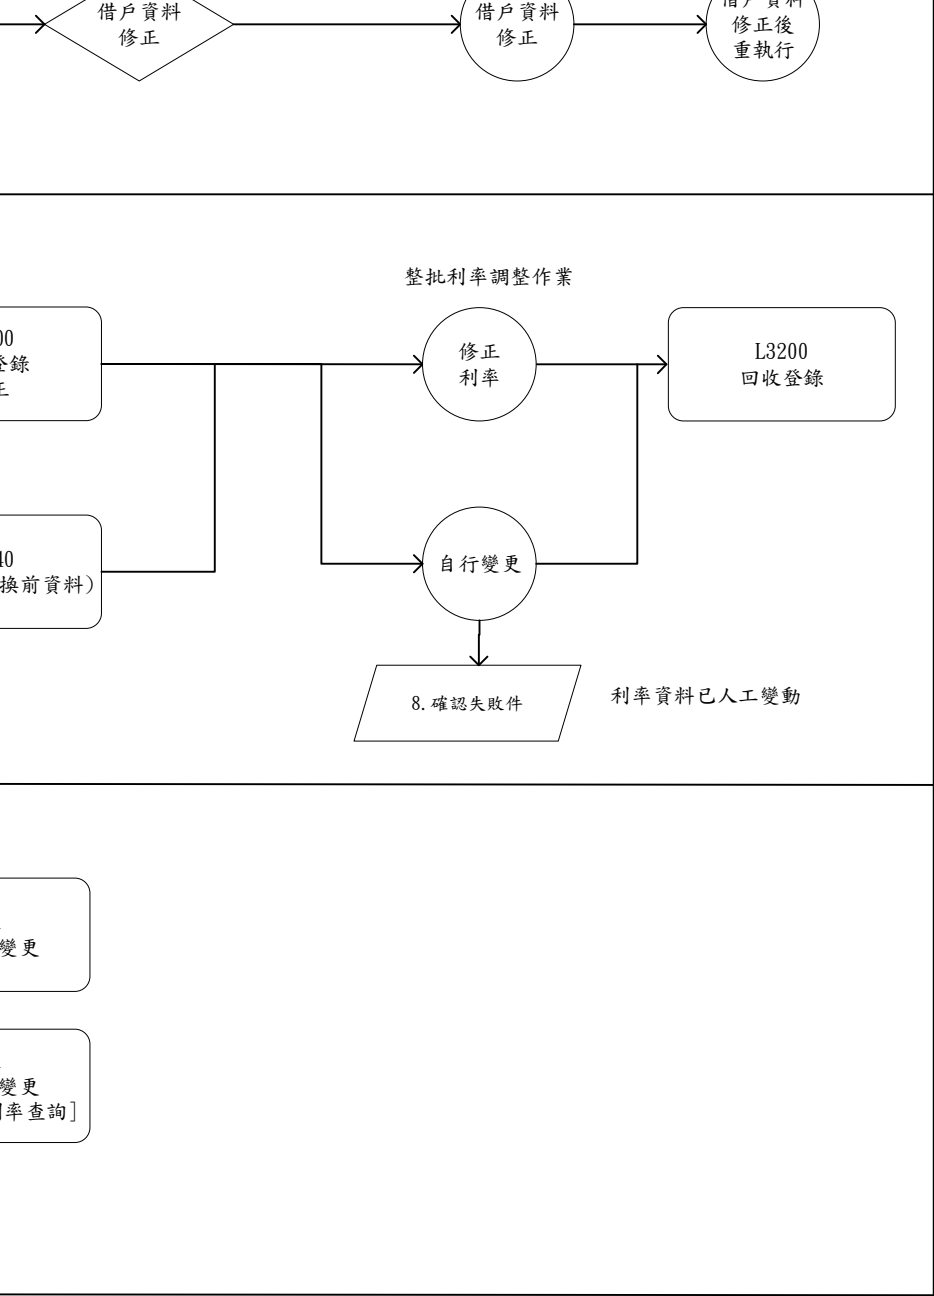 借戶資料
修正
借戶資料
修正
借戶資料
修正後
重執行
整批利率調整作業
00
登錄
正
修正
利率
L3200
回收登錄
40
換前資料)
自行變更
8.確認失敗件
利率資料已人工變動
變更
變更
利率查詢]